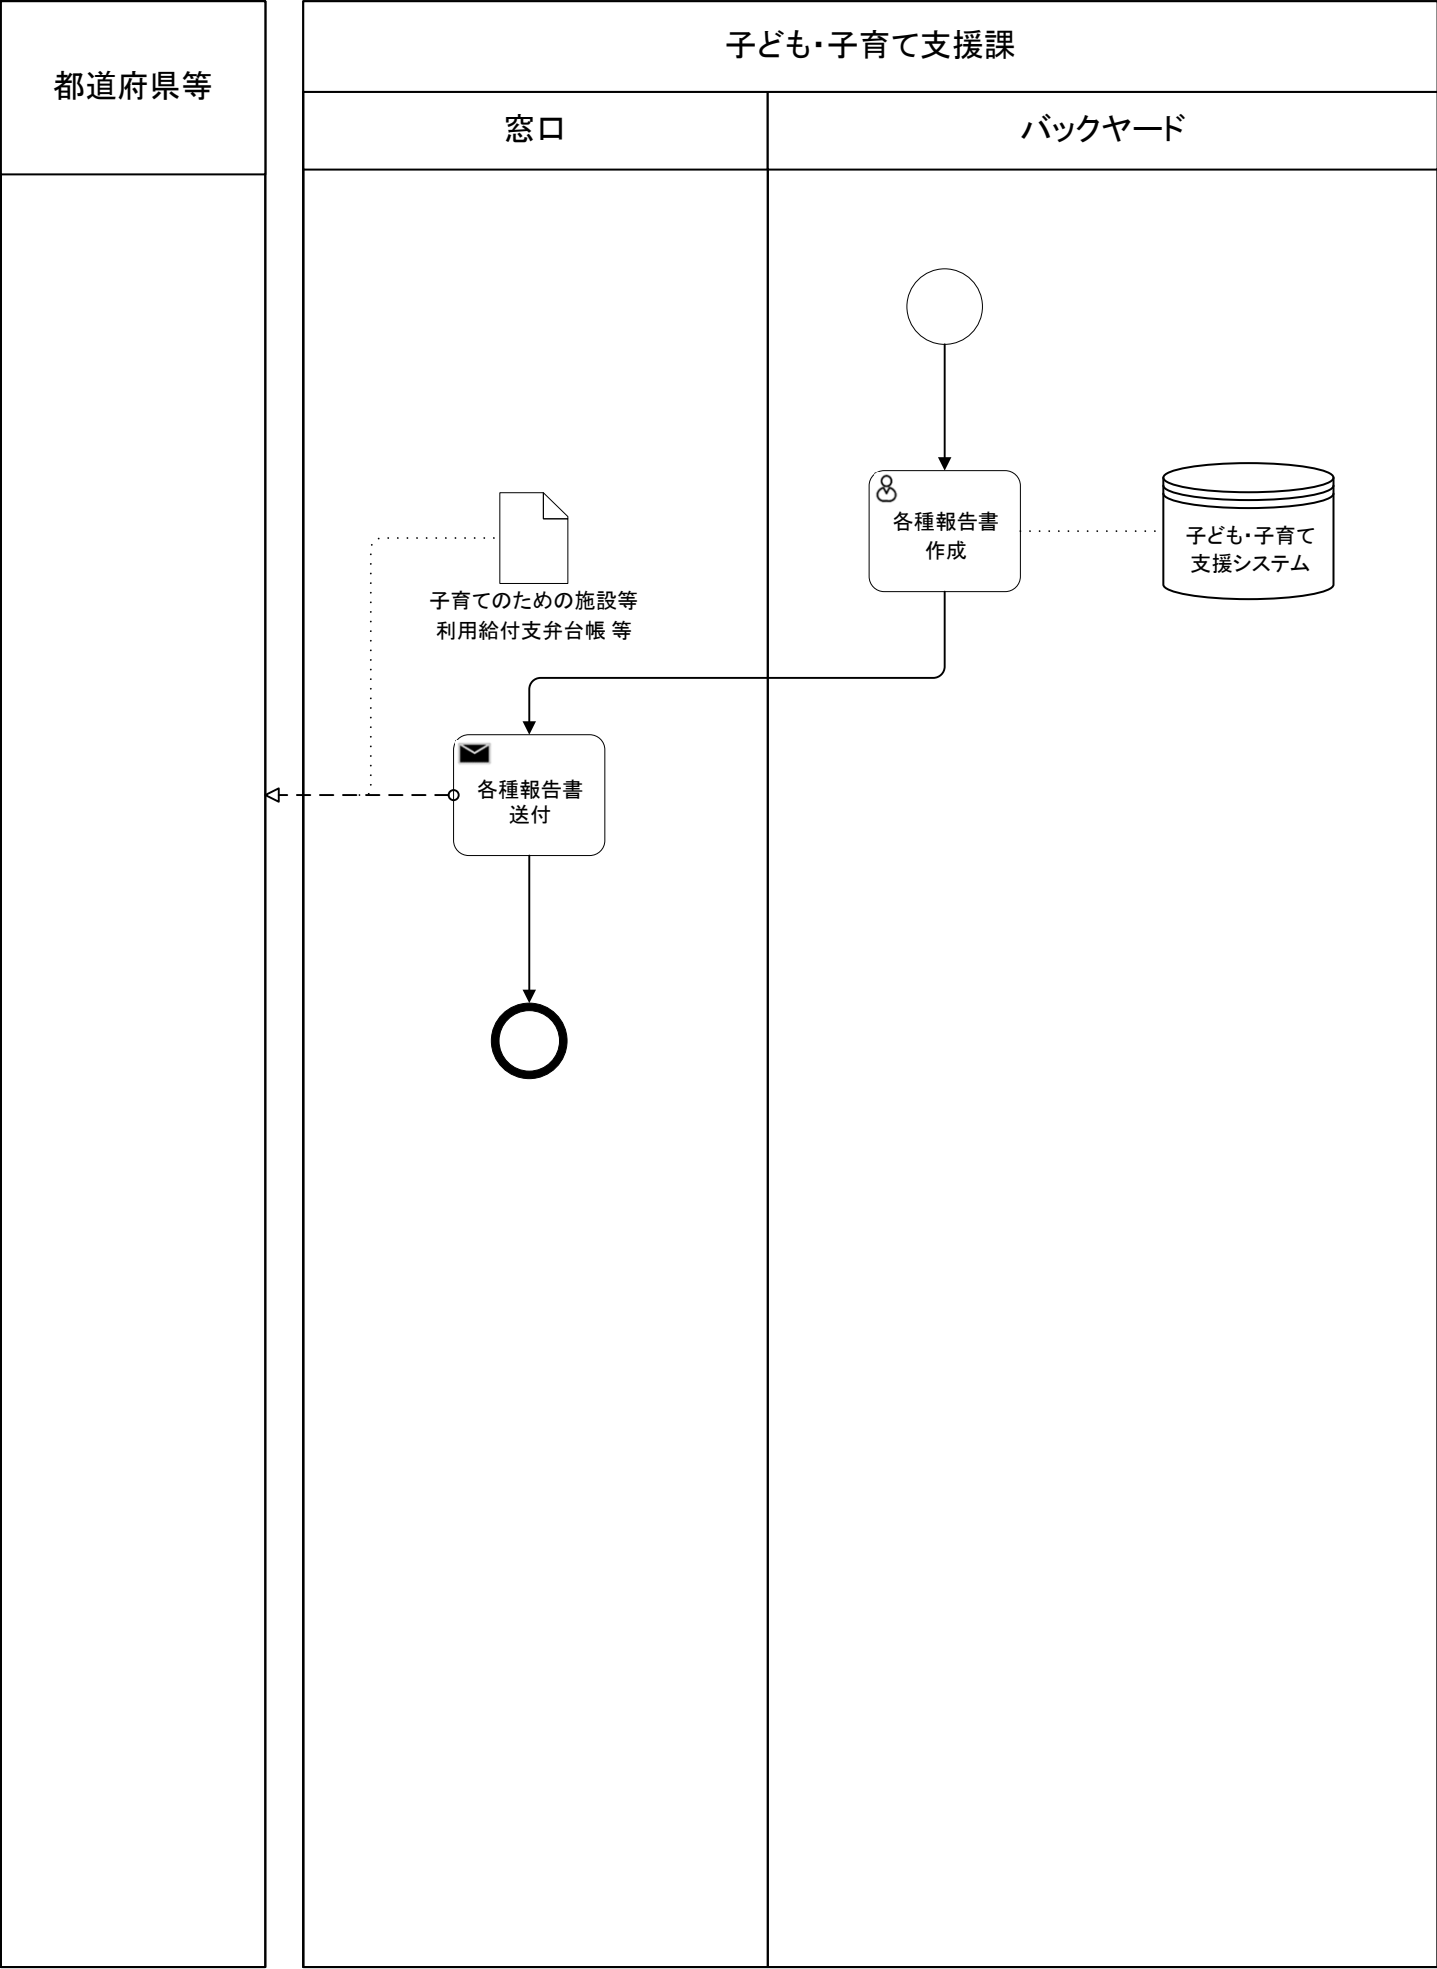 都道府県等
子ども・子育て支援課
窓口
バックヤード
各種報告書
作成
子ども・子育て
支援システム
子育てのための施設等
利用給付支弁台帳 等
各種報告書
送付